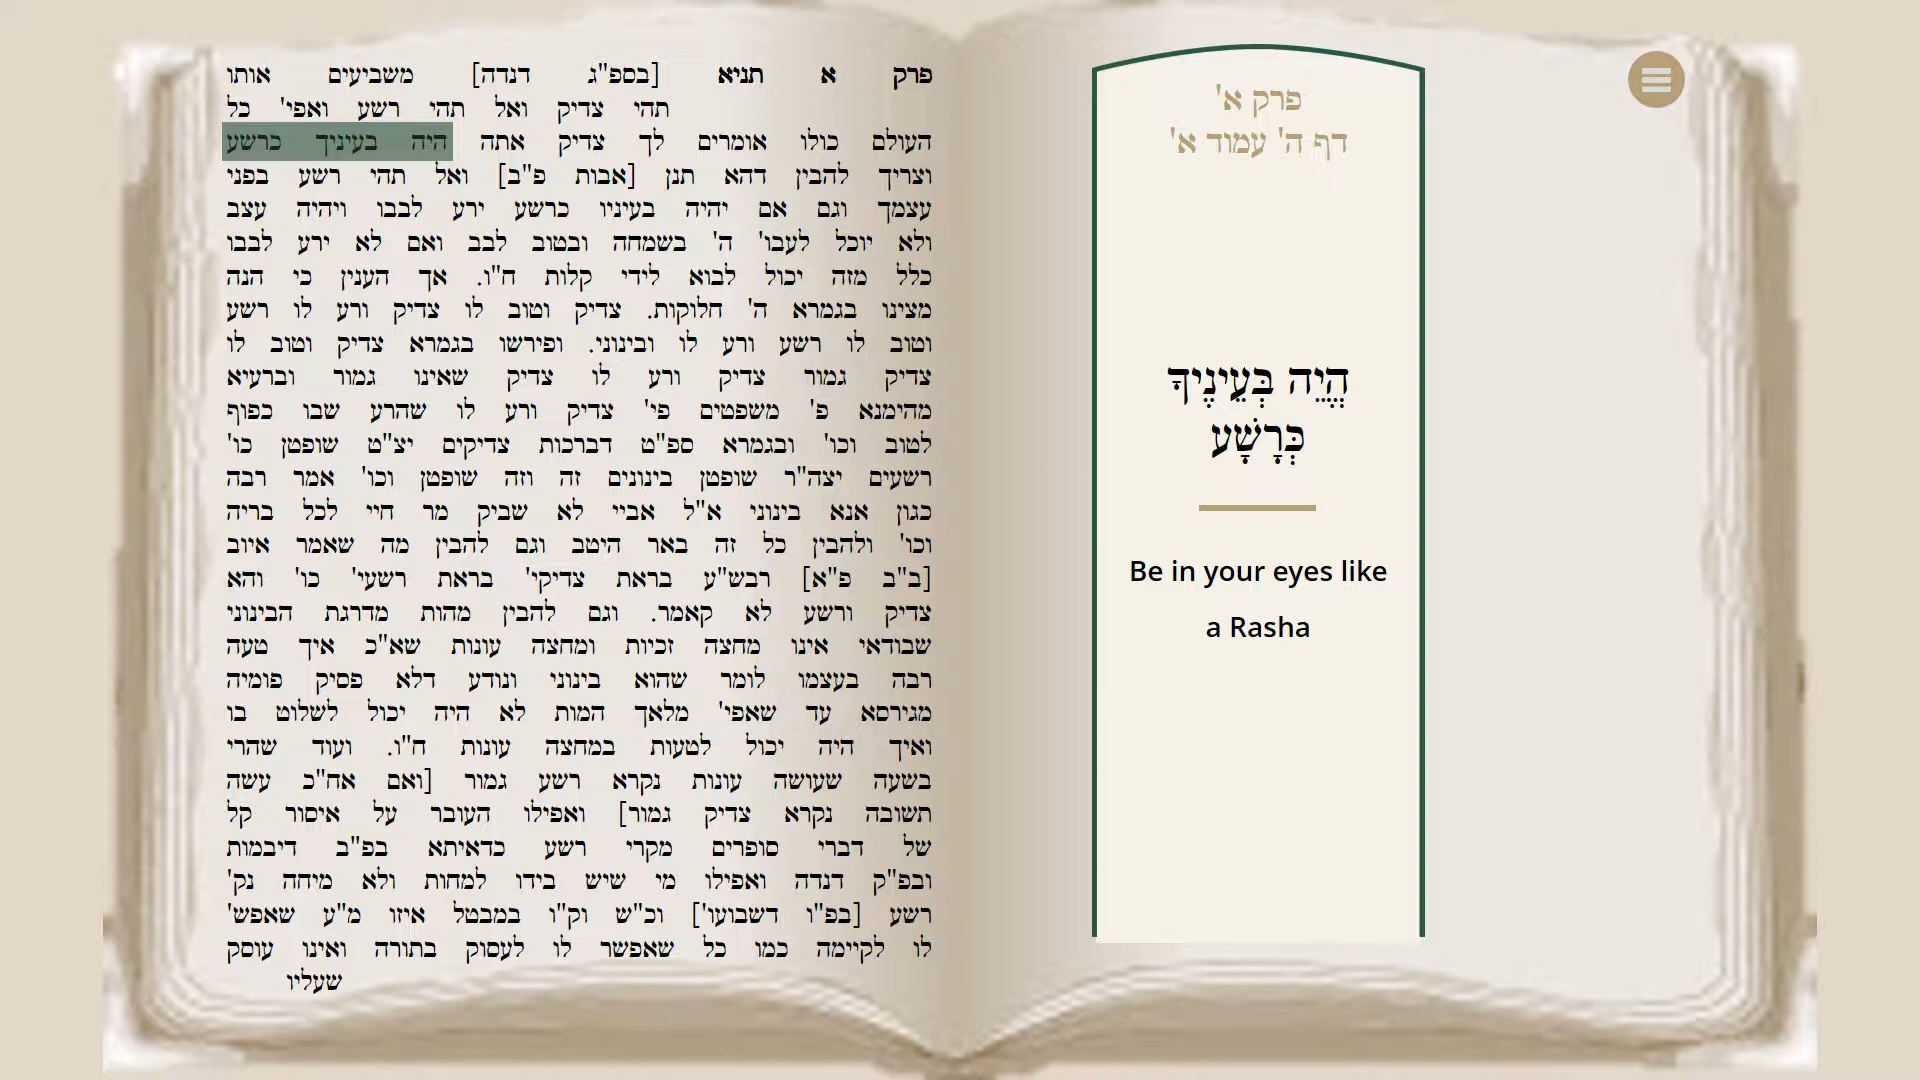 פרק א תניא [בספ"ג דנדה] משביעים אותו
תהי צדיק ואל תהי רשע ואפי' כל
העולם כולו אומרים לך צדיק אתה היה בעיניך כרשע
וצריך להבין דהא תנן [אבות פ"ב] ואל תהי רשע בפני
עצמך וגם אם יהיה בעיניו כרשע ירע לבבו ויהיה עצב
ולא יוכל לעבו' ה' בשמחה ובטוב לבב ואם לא ירע לבבו
כלל מזה יכול לבוא לידי קלות ח"ו. אך הענין כי הנה
מצינו בגמרא ה' חלוקות. צדיק וטוב לו צדיק ורע לו רשע
וטוב לו רשע ורע לו ובינוני. ופירשו בגמרא צדיק וטוב לו
צדיק גמור צדיק ורע לו צדיק שאינו גמור וברעיא
מהימנא פ' משפטים פי' צדיק ורע לו שהרע שבו כפוף
לטוב וכו' ובגמרא ספ"ט דברכות צדיקים יצ"ט שופטן כו'
רשעים יצה"ר שופטן בינונים זה וזה שופטן וכו' אמר רבה
כגון אנא בינוני א"ל אביי לא שביק מר חיי לכל בריה
וכו' ולהבין כל זה באר היטב וגם להבין מה שאמר איוב
[ב"ב פ"א] רבש"ע בראת צדיקי' בראת רשעי' כו' והא
צדיק ורשע לא קאמר. וגם להבין מהות מדרגת הבינוני
שבודאי אינו מחצה זכיות ומחצה עונות שא"כ איך טעה
רבה בעצמו לומר שהוא בינוני ונודע דלא פסיק פומיה
מגירסא עד שאפי' מלאך המות לא היה יכול לשלוט בו
ואיך היה יכול לטעות במחצה עונות ח"ו. ועוד שהרי
בשעה שעושה עונות נקרא רשע גמור [ואם אח"כ עשה
תשובה נקרא צדיק גמור] ואפילו העובר על איסור קל
של דברי סופרים מקרי רשע כדאיתא בפ"ב דיבמות
ובפ"ק דנדה ואפילו מי שיש בידו למחות ולא מיחה נק'
רשע [בפ"ו דשבועו'] וכ"ש וק"ו במבטל איזו מ"ע שאפש'
לו לקיימה כמו כל שאפשר לו לעסוק בתורה ואינו עוסק
שעליו
פרק א'
דף ה' עמוד א'
הֱיֵה בְּעֵינֶיךָ
כְּרָשָׁע
Be in your eyes like
a Rasha